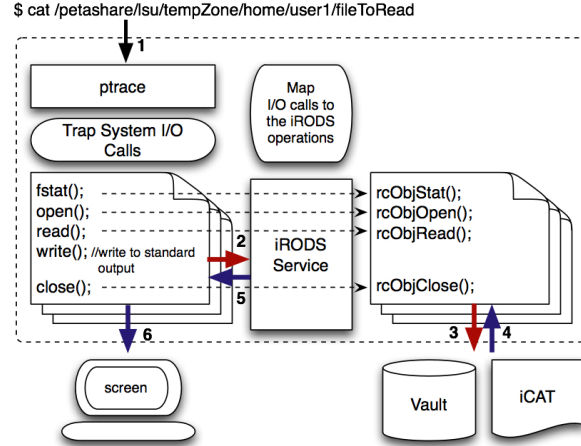 $ cat /petashare/lsu/tempZone/home/user1/fileToRead
1
ptrace
Trap System I/O
Calls
Map
I/O calls to
the iRODS
operations
fstat();
open();
read();
write(); //write to standard
output
close();
2
iRODS
Service
5
rcObjStat();
rcObjOpen();
rcObjRead();
rcObjClose();
6
3
4
screen
Vault
iCAT